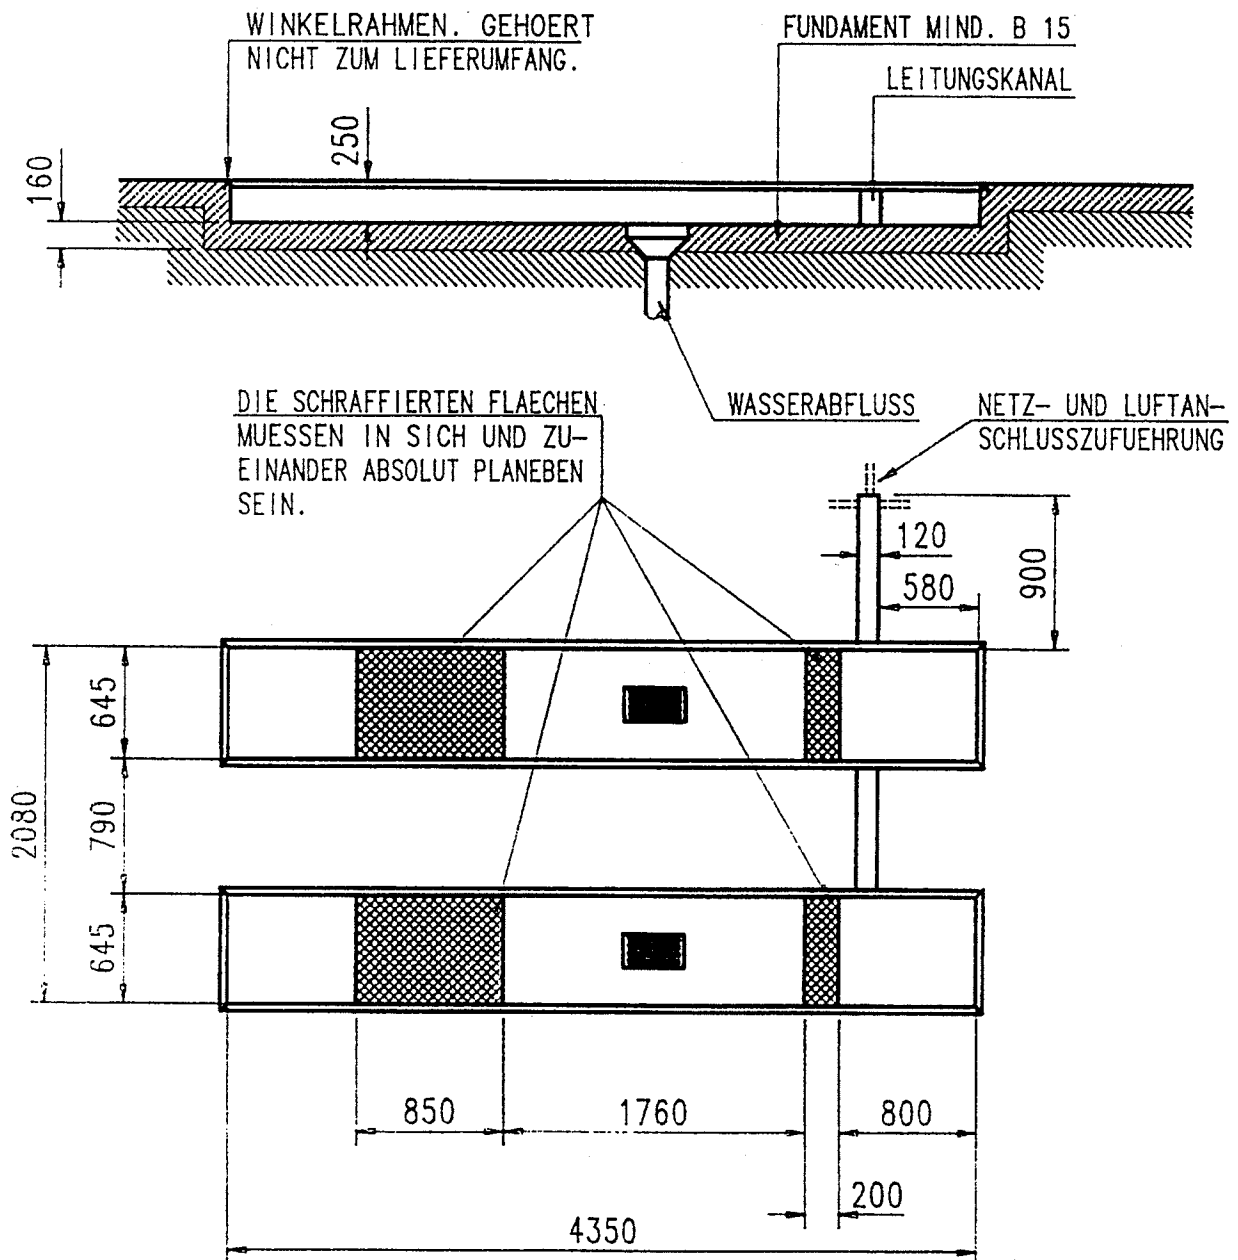 WINKELRAHMEN. GEHOERT
NICHT ZUM LIEFERUMFANG.
FUNDAMENT MIND. B 15
LEITUNGSKANAL
250
160
DIE SCHRAFFIERTEN FLAECHEN
MUESSEN IN SICH UND ZU-
EINANDER ABSOLUT PLANEBEN
SEIN.
WASSERABFLUSS
NETZ- UND LUFTAN-
SCHLUSSZUFUEHRUNG
120
580
900
645
790
2080
645
850
1760
800
200
4350